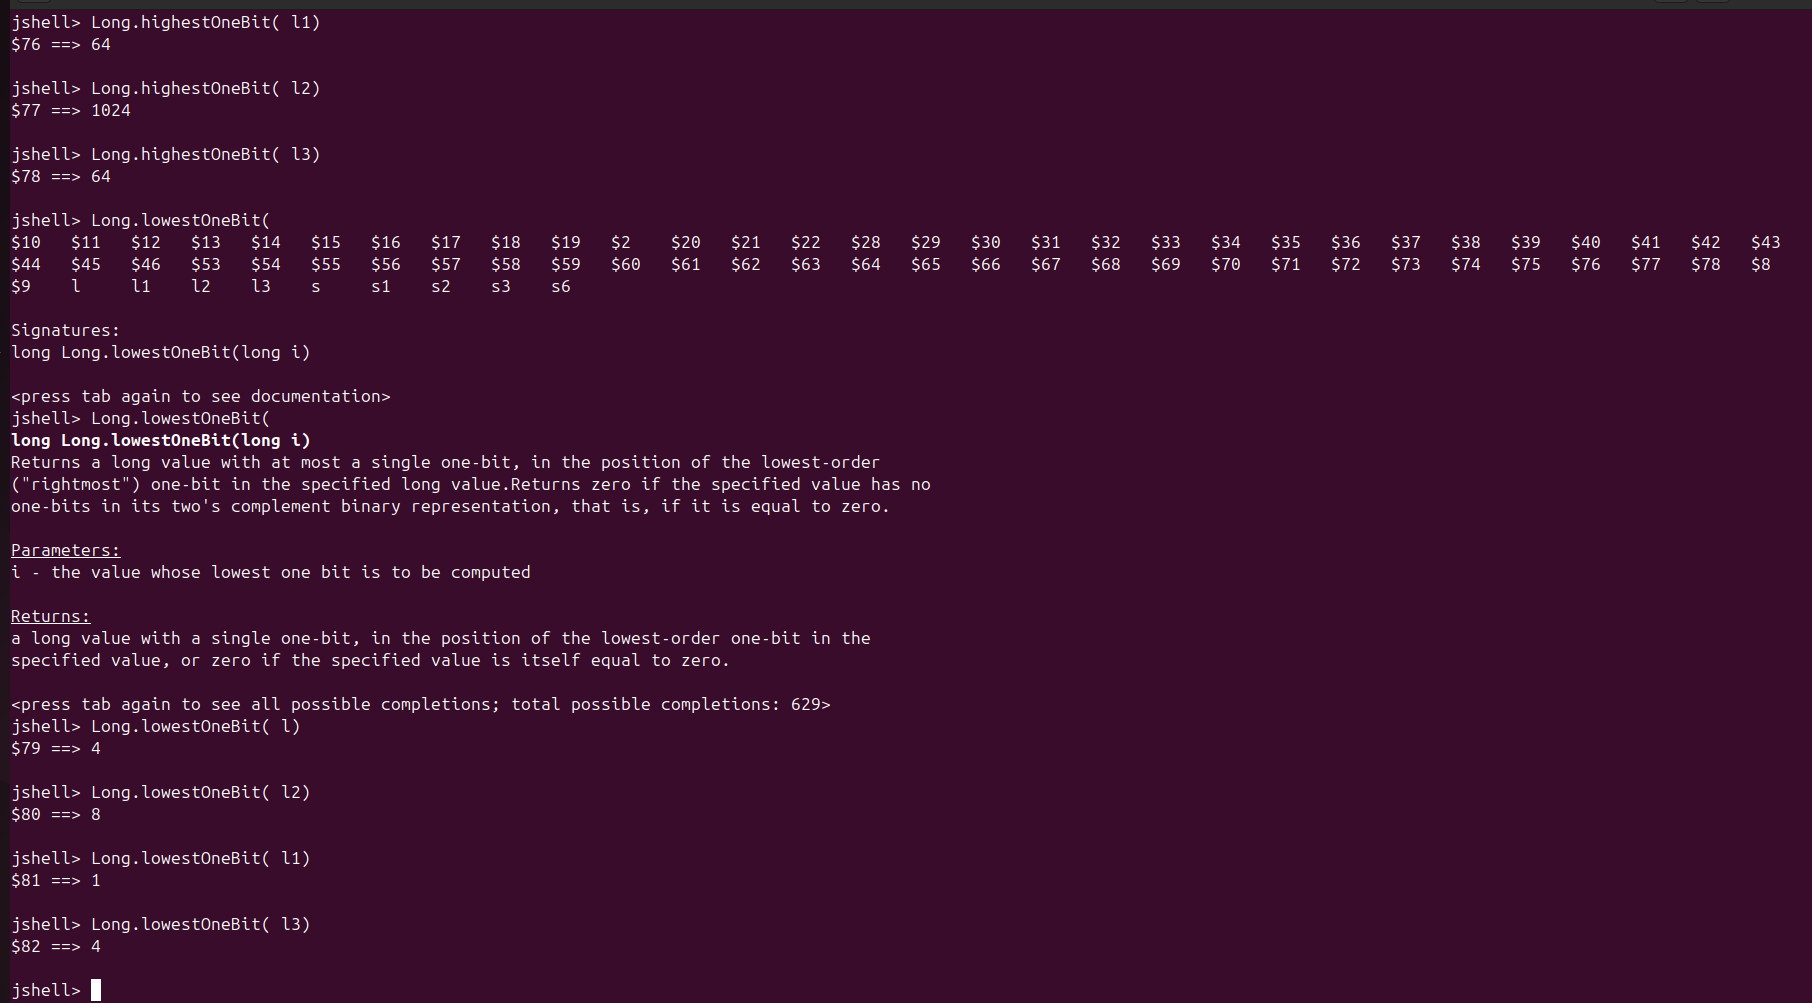 jshell> Long.highestOneBit( l1)
$76 ==> 64
jshell> Long.highestOneBit( l2)
$77 ==> 1024
jshell> Long.highestOneBit( l3)
$78 ==> 64
jshell> Long.lowestOneBit(
$10 $11 $12 $13 $14 $15 $16 $17 $18 $19 $2 $20 $21 $22 $28 $29 $30 $31 $32 $33 $34 $35 $36 $37 $38 $39 $40 $41 $42 $43
$44 $45 $46 $53 $54 $55 $56 $57 $58 $59 $60 $61 $62 $63 $64 $65 $66 $67 $68 $69 $70 $71 $72 $73 $74 $75 $76 $77 $78 $8
$9 l l1 l2 l3 s s1 s2 s3 s6
Signatures:
long Long.lowestOneBit(long i)
<press tab again to see documentation>
jshell> Long.lowestOneBit(
long Long.lowestOneBit(long i)
Returns a long value with at most a single one-bit, in the position of the lowest-order
("rightmost") one-bit in the specified long value.Returns zero if the specified value has no
one-bits in its two's complement binary representation, that is, if it is equal to zero.
Parameters:
i - the value whose lowest one bit is to be computed
Returns:
a long value with a single one-bit, in the position of the lowest-order one-bit in the
specified value, or zero if the specified value is itself equal to zero.
<press tab again to see all possible completions; total possible completions: 629>
jshell> Long.lowestOneBit( l)
$79 ==> 4
jshell> Long.lowestOneBit( l2)
$80 ==> 8
jshell> Long.lowestOneBit( l1)
$81 ==> 1
jshell> Long.lowestOneBit( l3)
$82 ==> 4
jshell>